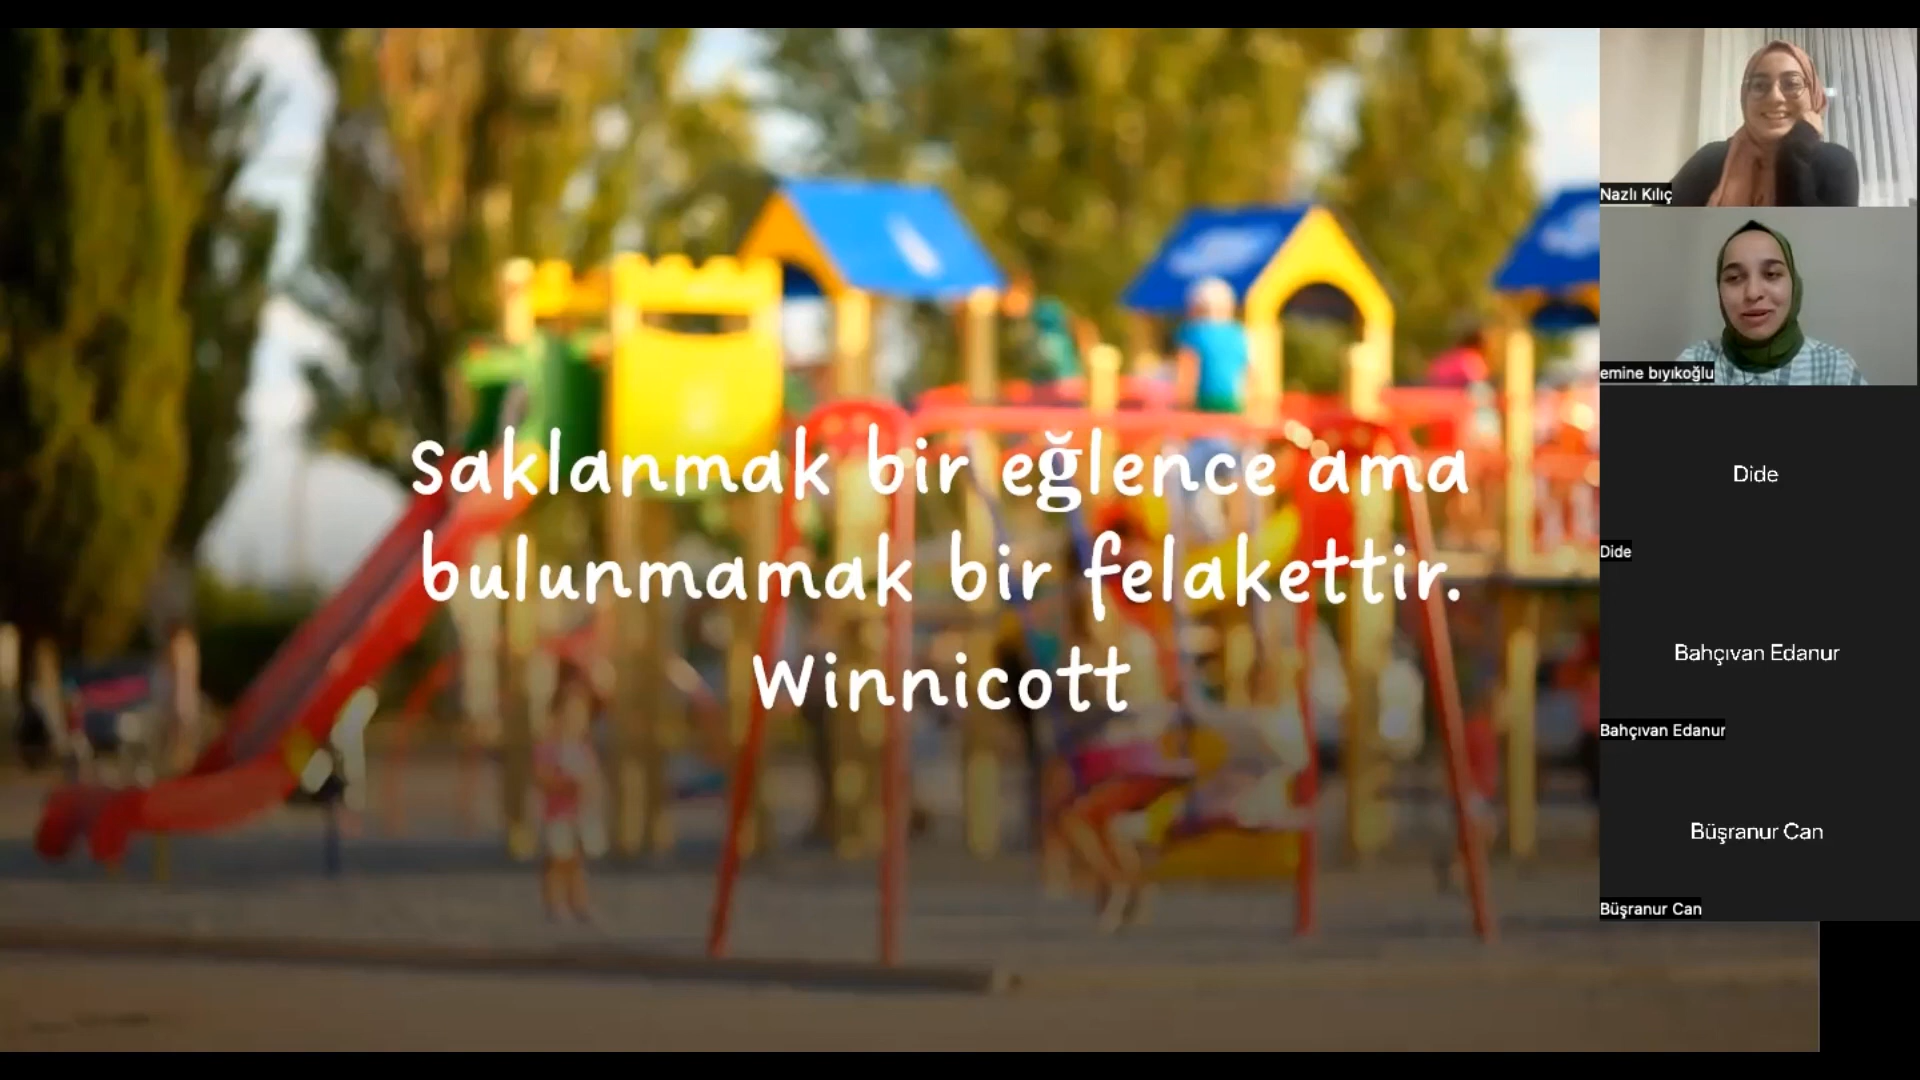 Saklanmak bir eğlence ama
bulunmamak bir felakettir.
Winnicott
Nazlı Kılıç
emine bıyıkoğlu
Dide
Dide
Bahçıvan Edanur
Bahçıvan Edanur
Büşranur Can
Büşranur Can